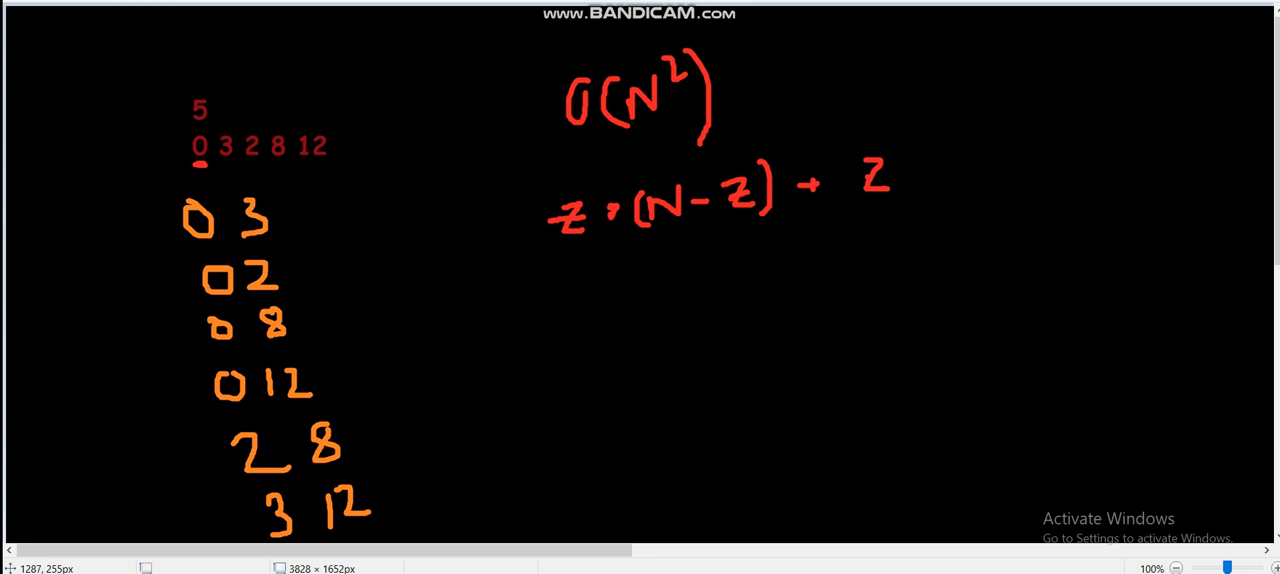 www.BANDICAM.com
O(N²)
5
0 3 2 8 12
z · (N - z) + z
0 3
0 2
0 8
0 12
2 8
3 12
Activate Windows
Go to Settings to activate Windows.
1287, 255px
3828 × 1652px
100%